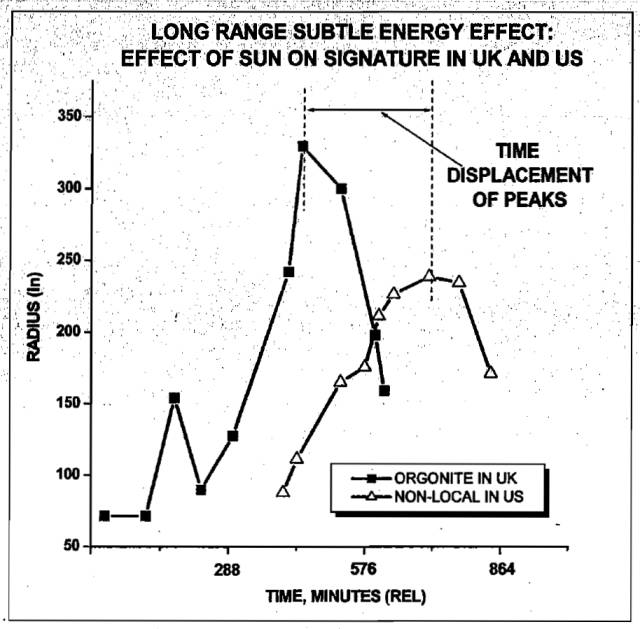 LONG RANGE SUBTLE ENERGY EFFECT:
EFFECT OF SUN ON SIGNATURE IN UK AND US
350
300
250
200
150
100
50
RADIUS (In)
TIME
DISPLACEMENT
OF PEAKS
ORGONITE IN UK
NON-LOCAL IN US
288
576
864
TIME, MINUTES (REL)